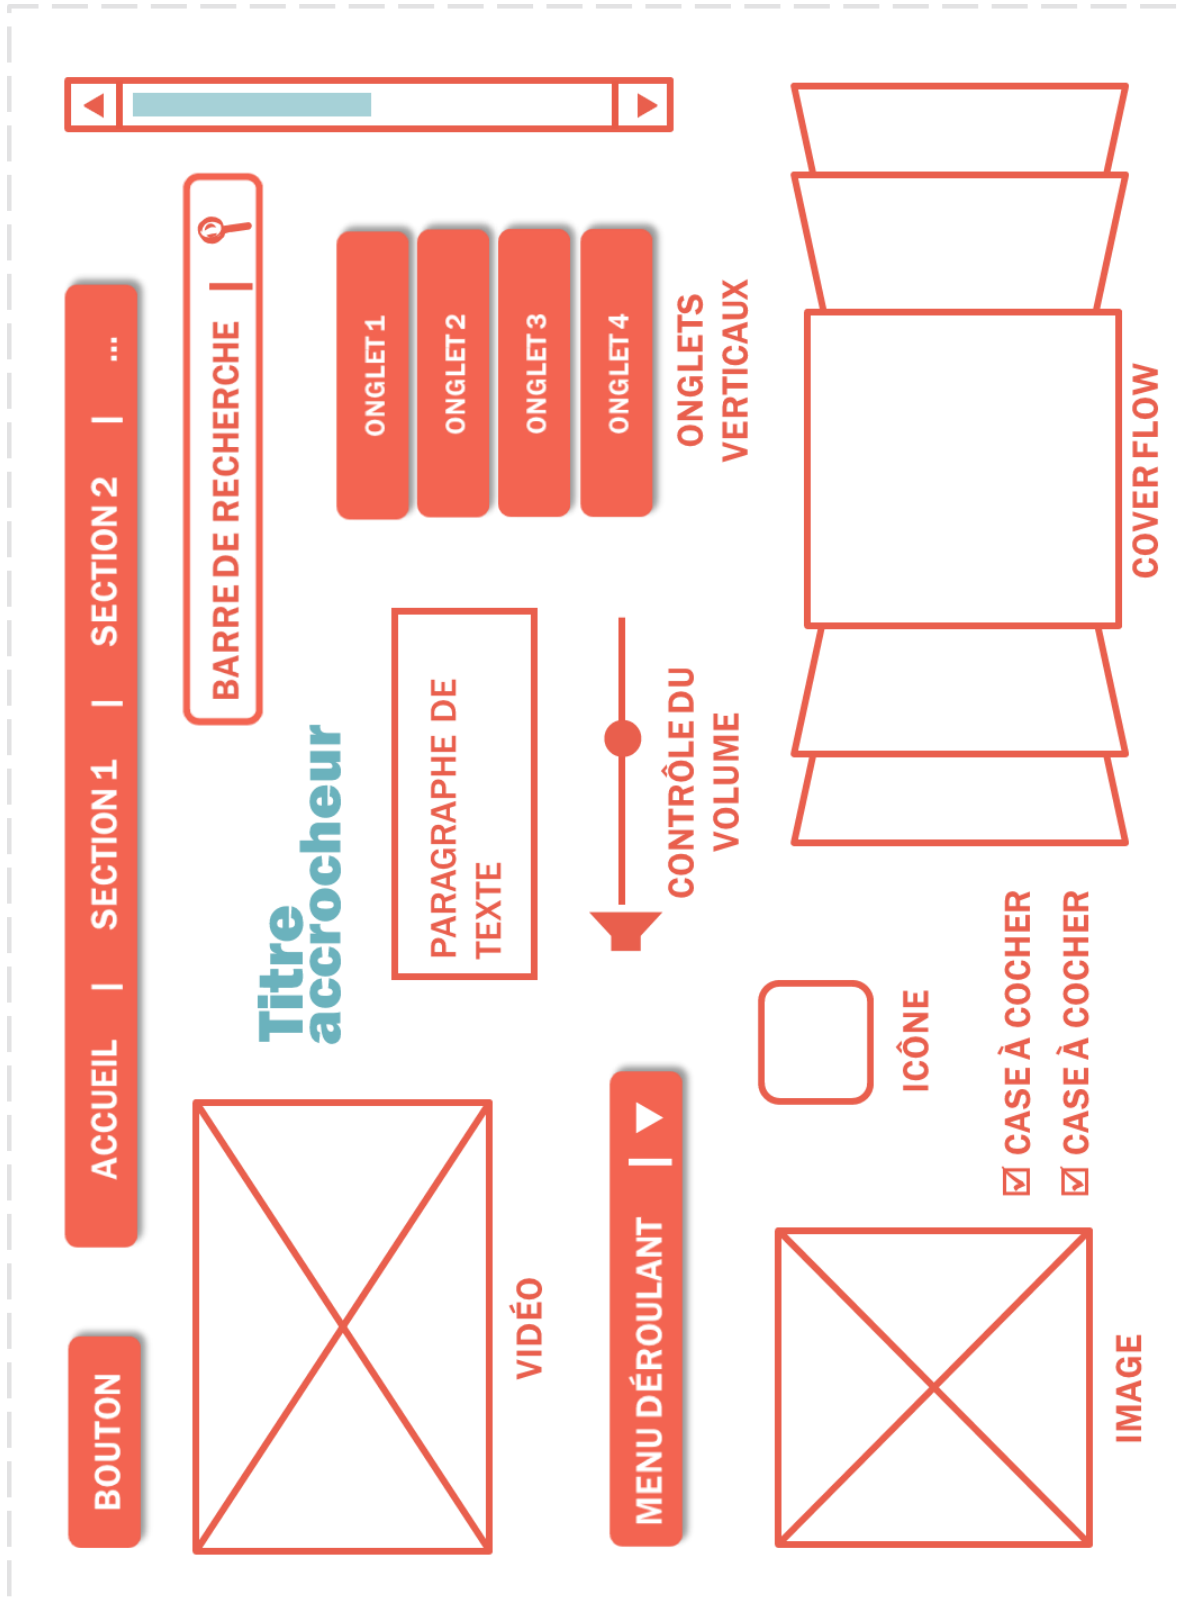 BOUTON
ACCUEIL | SECTION 1 | SECTION 2 | ...
BARRE DE RECHERCHE |
Titre
accrocheur
VIDÉO
PARAGRAPHE DE
TEXTE
ONGLET 1
ONGLET 2
ONGLET 3
ONGLET 4
ONGLETS
VERTICAUX
MENU DÉROULANT |
CONTRÔLE DU
VOLUME
ICÔNE
CASE À COCHER
CASE À COCHER
IMAGE
COVER FLOW